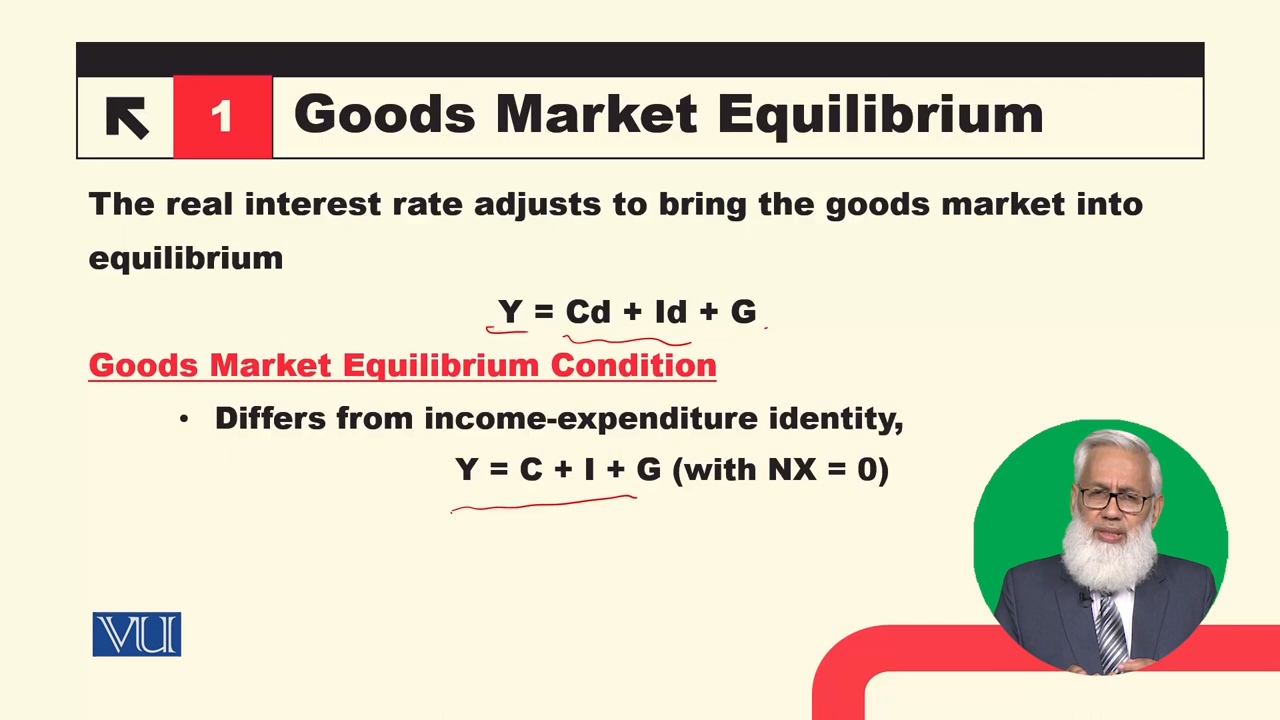 1 Goods Market Equilibrium
The real interest rate adjusts to bring the goods market into
equilibrium
Y = Cd + Id + G
Goods Market Equilibrium Condition
• Differs from income-expenditure identity,
Y = C + I + G (with NX = 0)
VU